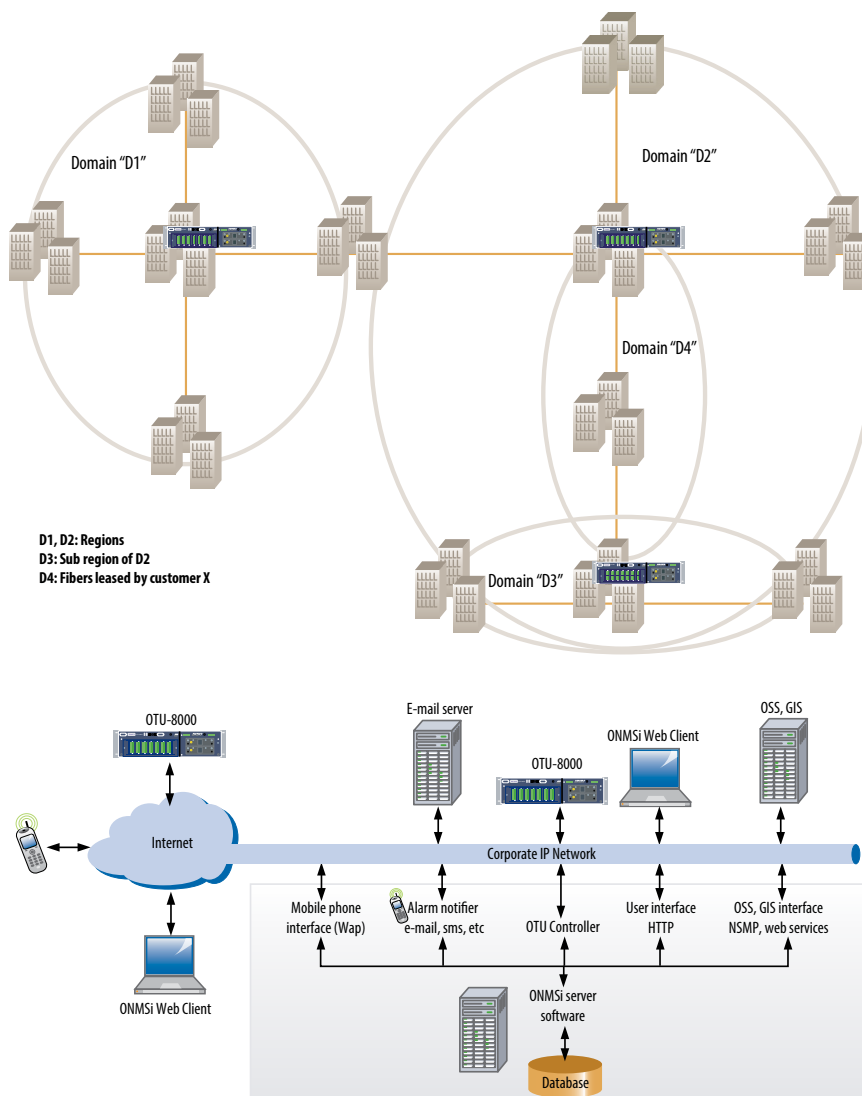 Domain “D1”
Domain “D2”
Domain “D4”
D1, D2: Regions
D3: Sub region of D2
D4: Fibers leased by customer X
Domain “D3”
OTU-8000
E-mail server
OTU-8000
ONMSi Web Client
OSS, GIS
Internet
Corporate IP Network
Mobile phone
interface (Wap)
Alarm notifier
e-mail, sms, etc
OTU Controller
User interface
HTTP
OSS, GIS interface
NSMP, web services
ONMSi Web Client
ONMSi server
software
Database